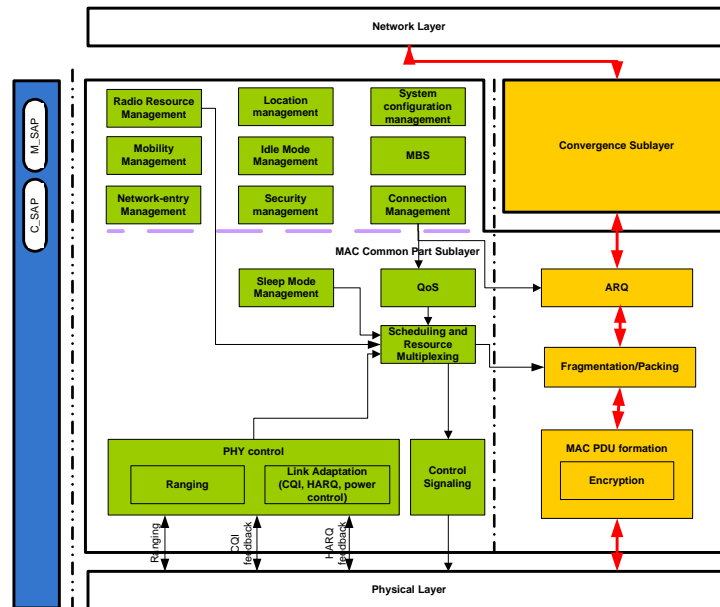 Network Layer
M_SAP
C_SAP
Radio Resource
Management
Location
management
System
configuration
management
Convergence Sublayer
Mobility
Management
Idle Mode
Management
MBS
Network-entry
Management
Security
management
Connection
Management
MAC Common Part Sublayer
Sleep Mode
Management
QoS
ARQ
Scheduling and
Resource
Multiplexing
Fragmentation/Packing
PHY control
Ranging
Link Adaptation
(CQI, HARQ, power
control)
Control
Signaling
MAC PDU formation
Encryption
Ranging
CQI
feedback
HARQ
feedback
Physical Layer